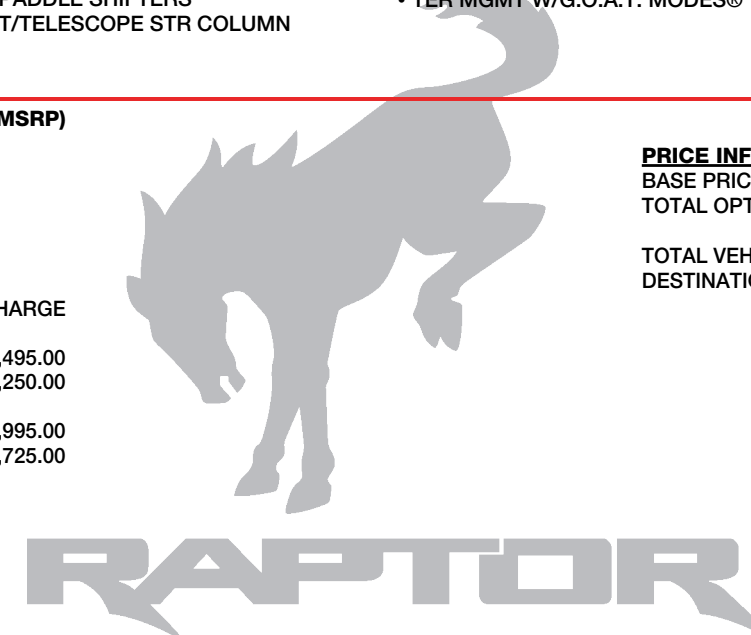 PADDLE SHIFTERS
T/TELESCOPE STR COLUMN
• TER MGMT W/G.O.A.T. MODES®
MSRP)
HARGE
,495.00
,250.00
,995.00
,725.00
PRICE INF
BASE PRIC
TOTAL OPT
TOTAL VEH
DESTINATI
RAPTOR